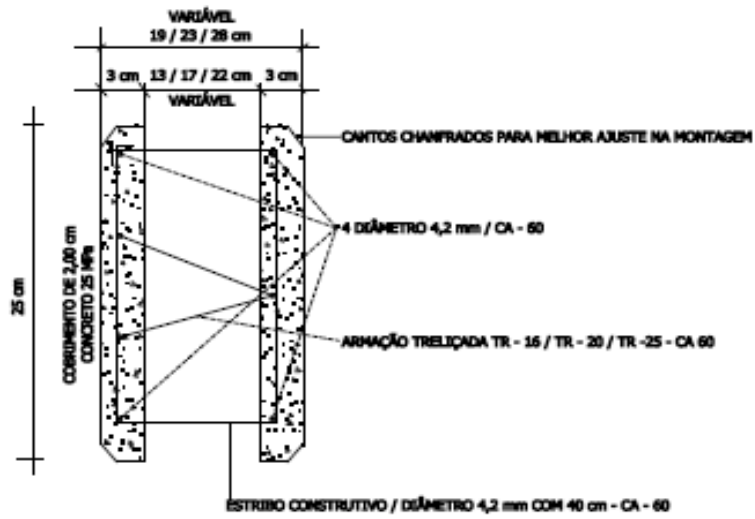 VARIÁVEL
19 / 23 / 28 cm
3 cm 13 / 17 / 22 cm 3 cm
VARIÁVEL
CANTOS CHANFRADOS PARA MELHOR AJUSTE NA MONTAGEM
4 DIÂMETRO 4,2 mm / CA - 60
25 cm
COBRIMENTO DE 2,00 cm
CONCRETO 25 MPa
ARMAÇÃO TRELIÇADA TR - 16 / TR - 20 / TR -25 - CA 60
ESTRIBO CONSTRUTIVO / DIÂMETRO 4,2 mm COM 40 cm - CA - 60